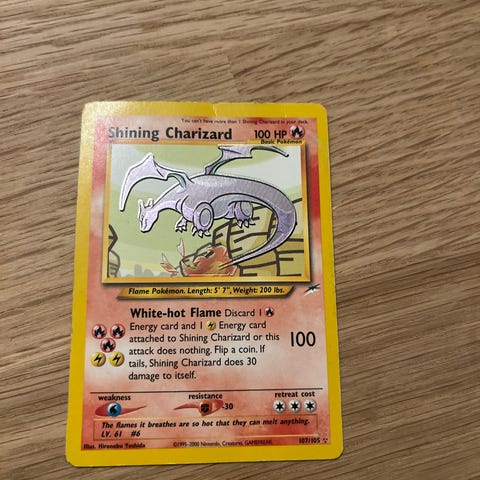 You can't have more than 1 Shining Charizard in your deck.
Shining Charizard 100 HP
Basic Pokémon
Flame Pokémon. Length: 5' 7", Weight: 200 lbs.
White-hot Flame Discard 1
Energy card and 1 Energy card
attached to Shining Charizard or this
attack does nothing. Flip a coin. If
tails, Shining Charizard does 30
damage to itself.
100
weakness resistance retreat cost
-30
The flames it breathes are so hot that they can melt anything.
LV. 61 #6
Illus. Hironobu Yoshida ©1995-2000 Nintendo, Creatures, GAMEFREAK. 107/105